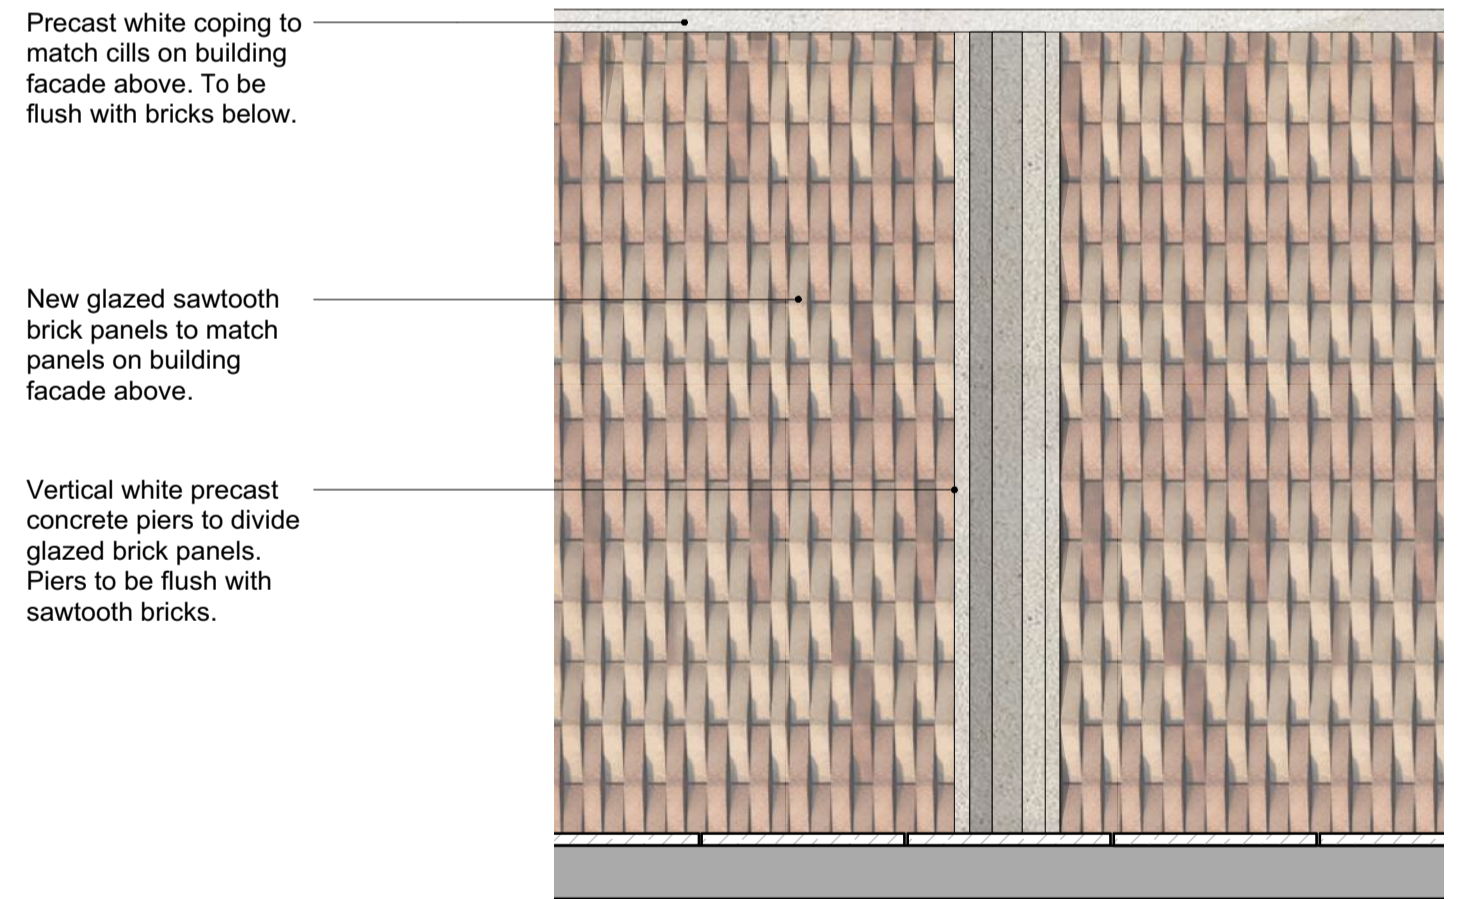 Precast white coping to
match cills on building
facade above. To be
flush with bricks below.
New glazed sawtooth
brick panels to match
panels on building
facade above.
Vertical white precast
concrete piers to divide
glazed brick panels.
Piers to be flush with
sawtooth bricks.